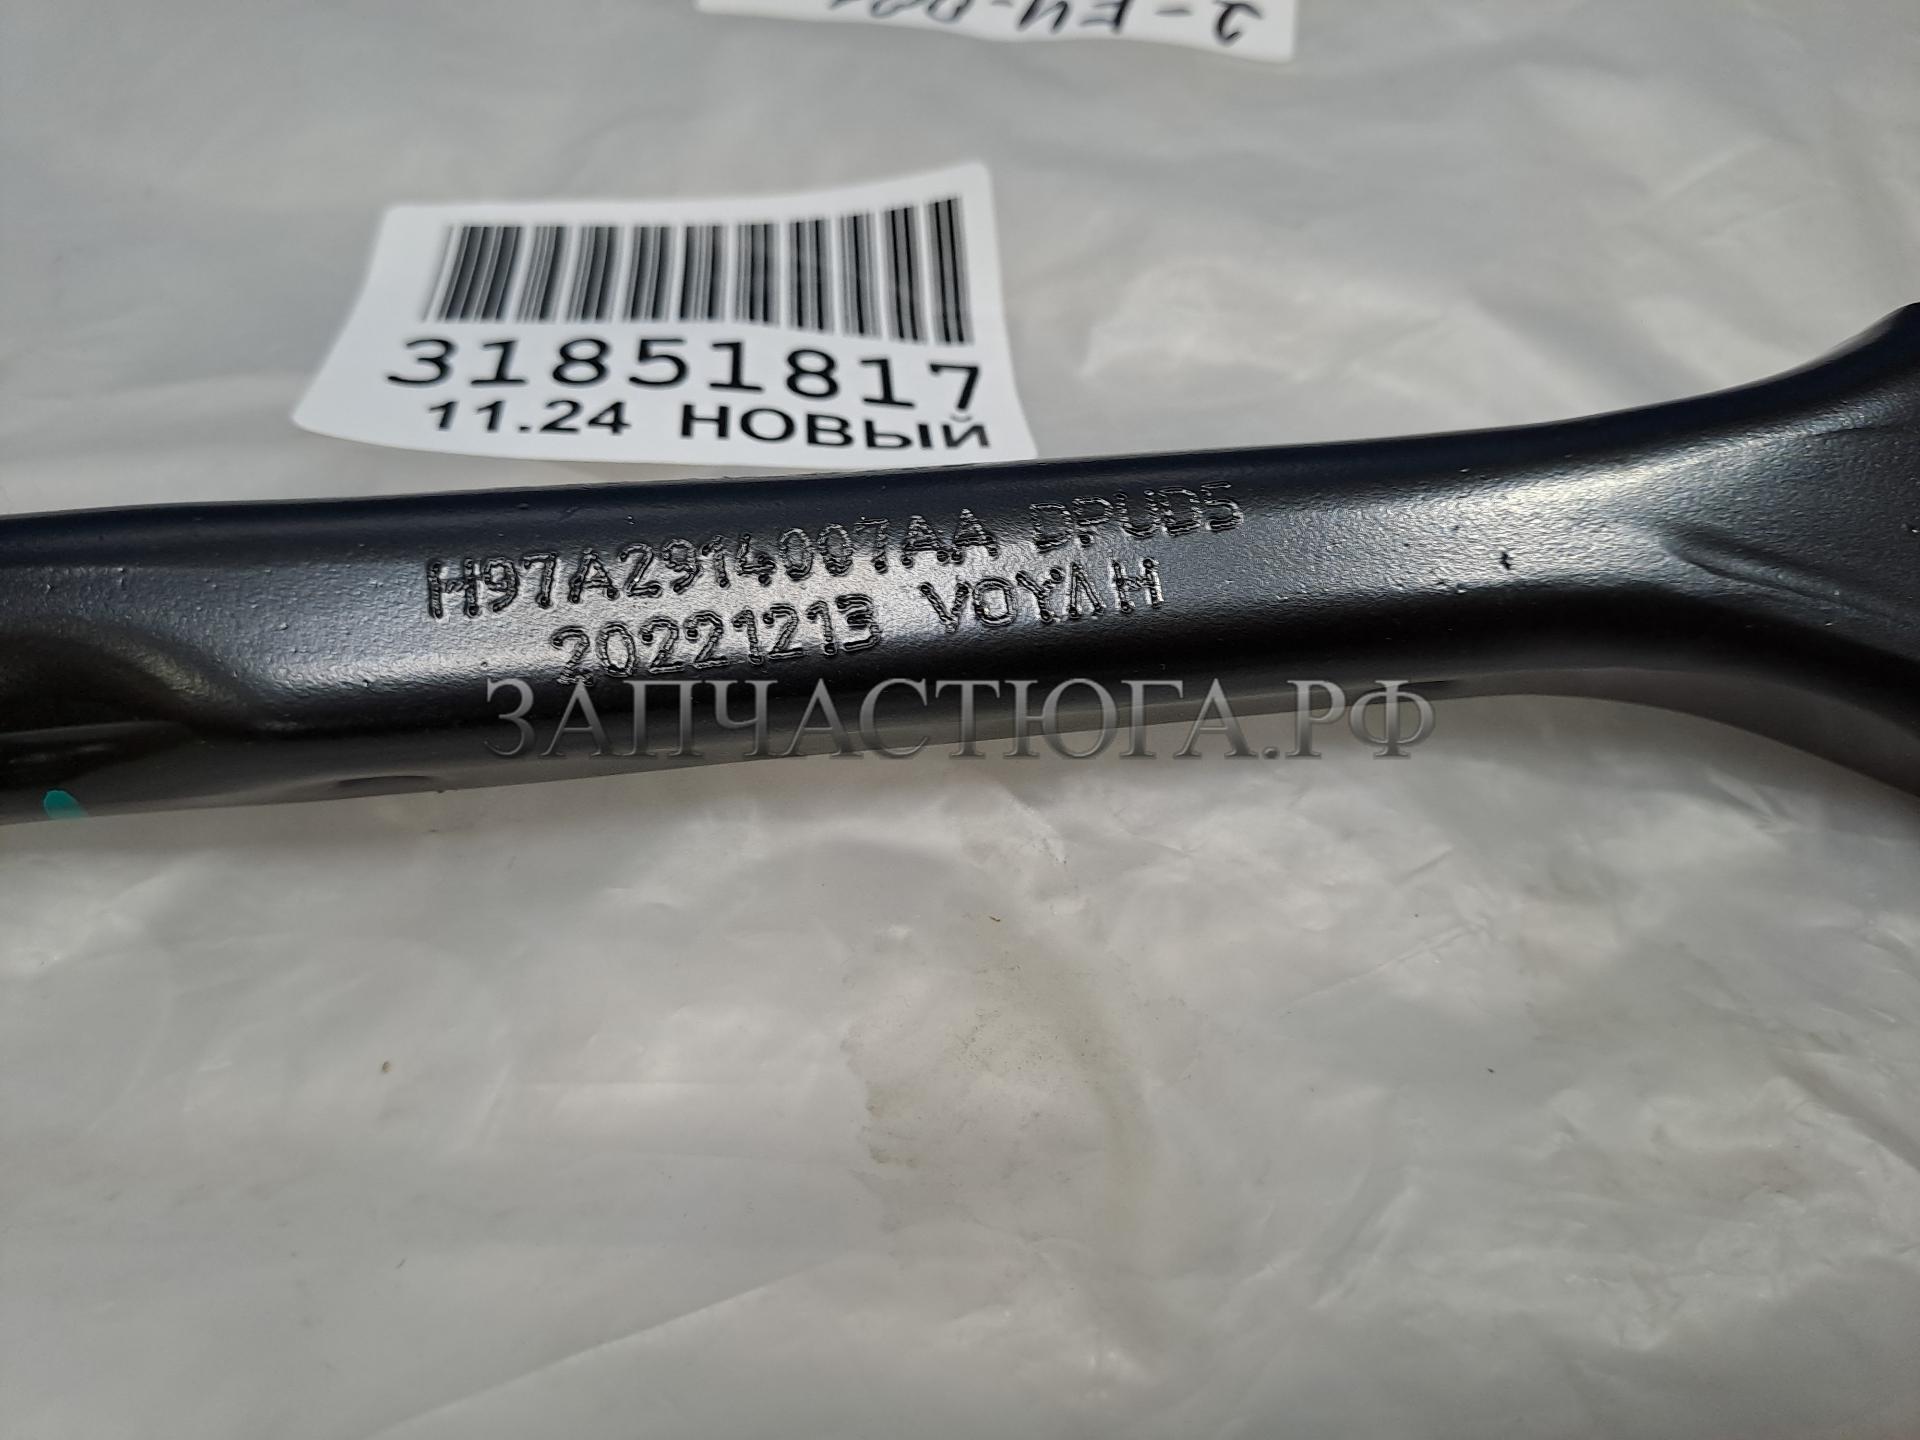 31851817
11.24 НОВЫЙ
H97A2914007AA DPUD5
20221213 VOYAH
ЗАПЧАСТЮГА.РФ